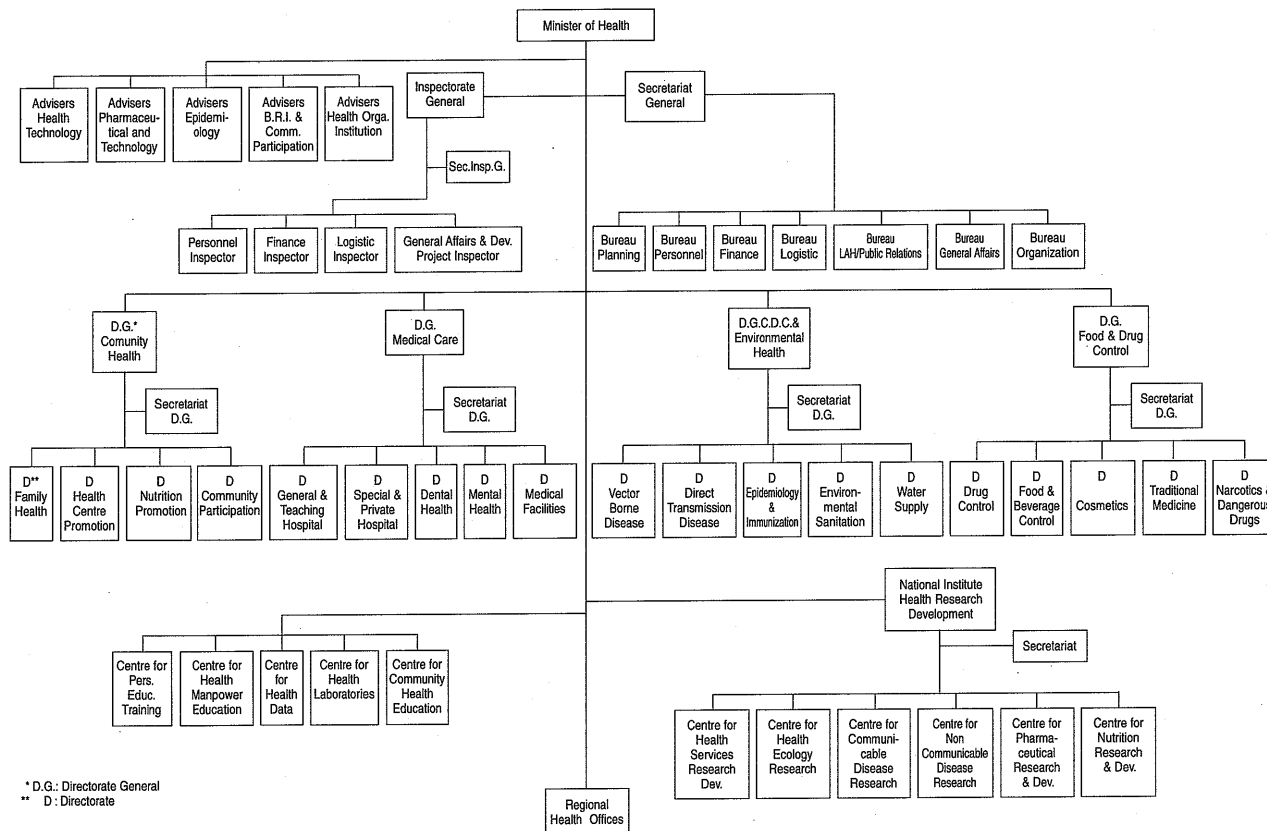 Minister of Health
Advisers
Health
Technology
Advisers
Pharmaceu-
tical and
Technology
Advisers
Epidemi-
ology
Advisers
B.R.I. &
Comm.
Participation
Advisers
Health Orga.
Institution
Inspectorate
General
Secretariat
General
Sec.Insp.G.
Personnel
Inspector
Finance
Inspector
Logistic
Inspector
General Affairs & Dev.
Project Inspector
Bureau
Planning
Bureau
Personnel
Bureau
Finance
Bureau
Logistic
Bureau
LAH/Public Relations
Bureau
General Affairs
Bureau
Organization
D.G.*
Comunity
Health
D.G.
Medical Care
D.G.C.D.C.&
Environmental
Health
D.G.
Food & Drug
Control
Secretariat
D.G.
Secretariat
D.G.
Secretariat
D.G.
Secretariat
D.G.
D**
Family
Health
D
Health
Centre
Promotion
D
Nutrition
Promotion
D
Community
Participation
D
General &
Teaching
Hospital
D
Special &
Private
Hospital
D
Dental
Health
D
Mental
Health
D
Medical
Facilities
D
Vector
Borne
Disease
D
Direct
Transmission
Disease
D
Epidemiology
&
Immunization
D
Environ-
mental
Sanitation
D
Water
Supply
D
Drug
Control
D
Food &
Beverage
Control
D
Cosmetics
D
Traditional
Medicine
D
Narcotics &
Dangerous
Drugs
National Institute
Health Research
Development
Secretariat
Centre for
Pers.
Educ.
Training
Centre for
Health
Manpower
Education
Centre
for
Health
Data
Centre for
Health
Laboratories
Centre for
Community
Health
Education
Centre for
Health
Services
Research
Dev.
Centre for
Health
Ecology
Research
Centre for
Communi-
cable
Disease
Research
Centre for
Non
Communicable
Disease
Research
Centre for
Pharma-
ceutical
Research
& Dev.
Centre for
Nutrition
Research
& Dev.
Regional
Health Offices
* D.G.: Directorate General
** D : Directorate